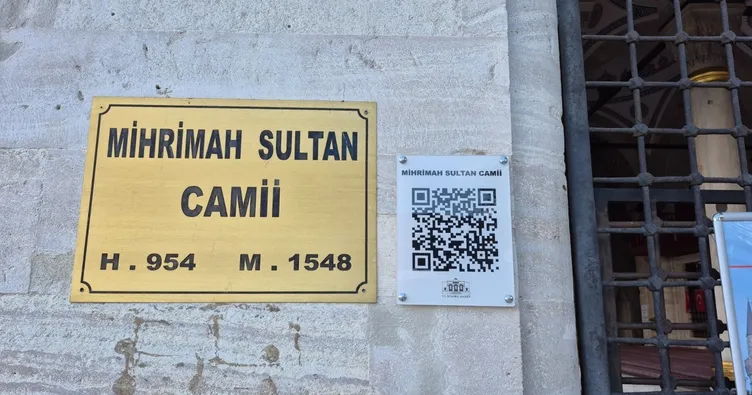 MİHRİMAH SULTAN
CAMİİ
H . 954 M . 1548
MİHRİMAH SULTAN CAMİİ